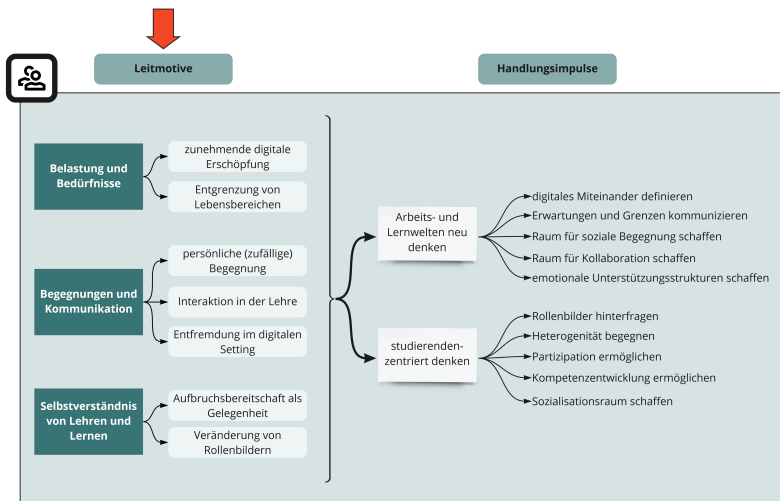 Leitmotive
Handlungsimpulse
Belastung und
Bedürfnisse
zunehmende digitale
Erschöpfung
Entgrenzung von
Lebensbereichen
Begegnungen und
Kommunikation
persönliche (zufällige)
Begegnung
Interaktion in der Lehre
Entfremdung im digitalen
Setting
Selbstverständnis
von Lehren und
Lernen
Aufbruchsbereitschaft als
Gelegenheit
Veränderung von
Rollenbildern
Arbeits- und
Lernwelten neu
denken
digitales Miteinander definieren
Erwartungen und Grenzen kommunizieren
Raum für soziale Begegnung schaffen
Raum für Kollaboration schaffen
emotionale Unterstützungsstrukturen schaffen
studierenden-
zentriert denken
Rollenbilder hinterfragen
Heterogenität begegnen
Partizipation ermöglichen
Kompetenzentwicklung ermöglichen
Sozialisationsraum schaffen